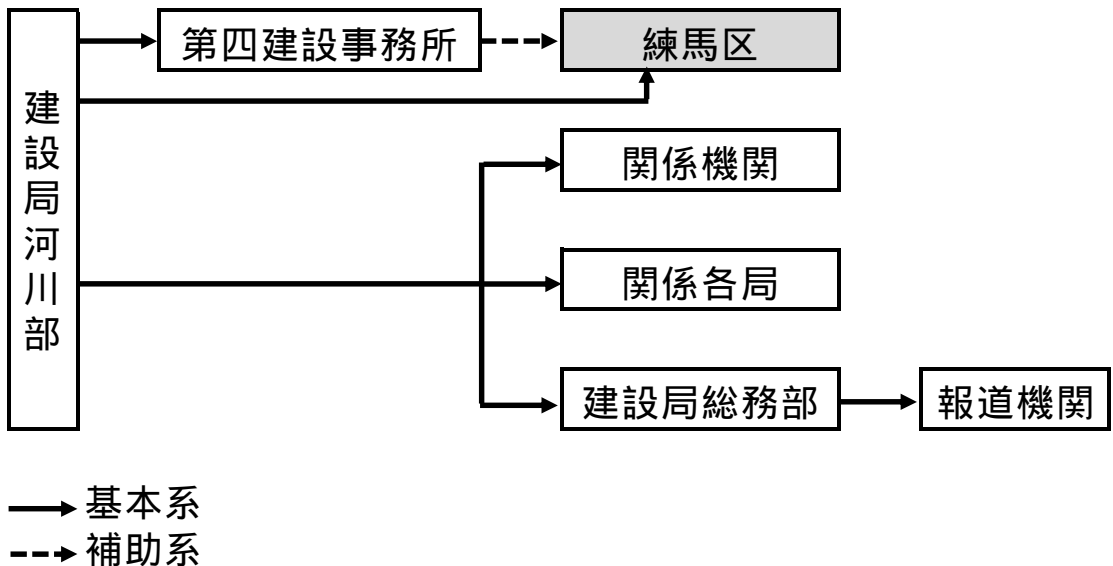 建設局河川部
第四建設事務所
練馬区
関係機関
関係各局
建設局総務部
報道機関
基本系
補助系